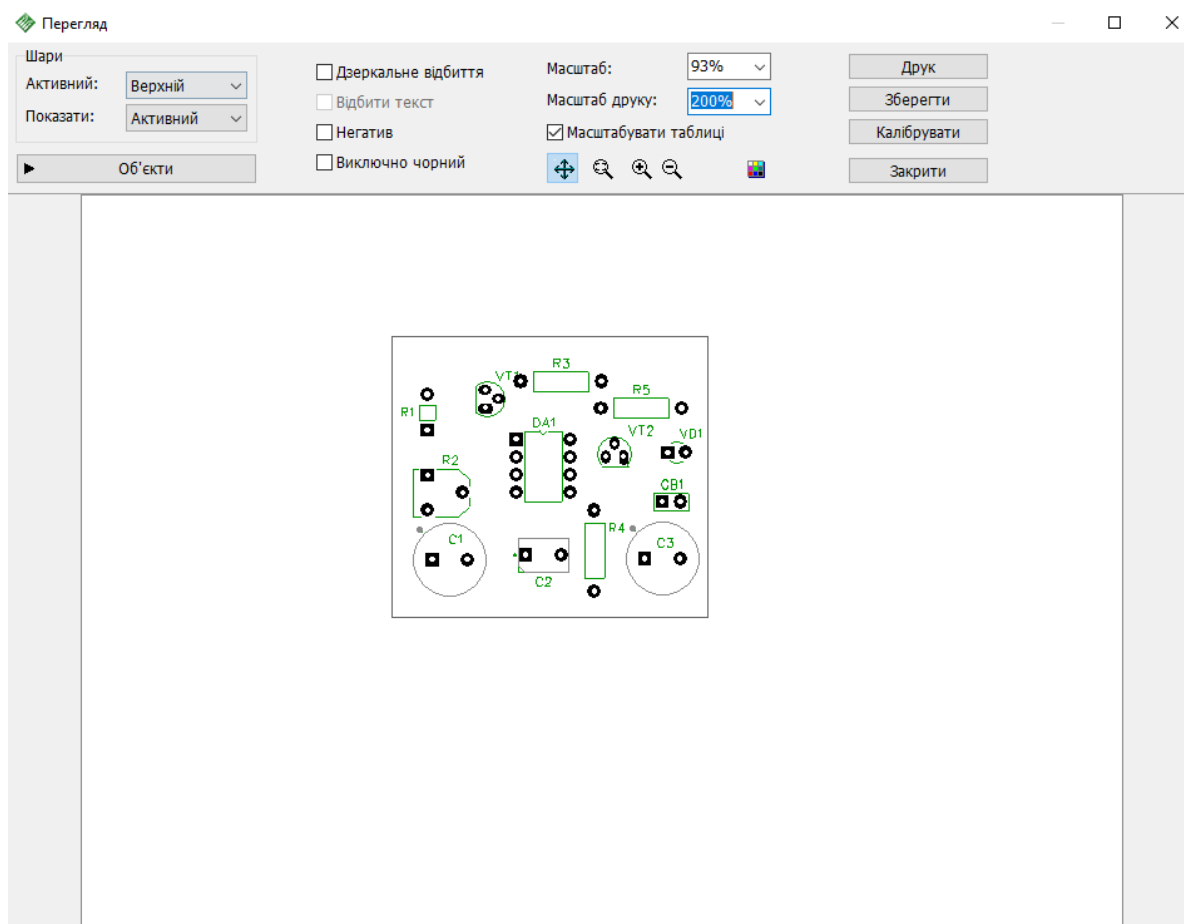 Перегляд
Шари
Активний: Верхній
Показати: Активний
Об'єкти
Дзеркальне відбиття
Відбити текст
Негатив
Виключно чорний
Масштаб: 93%
Масштаб друку: 200%
Масштабувати таблиці
Друк
Зберегти
Калібрувати
Закрити
R3
VT1
R5
R1
DA1
VT2
VD1
R2
GB1
R4
C1
C3
C2